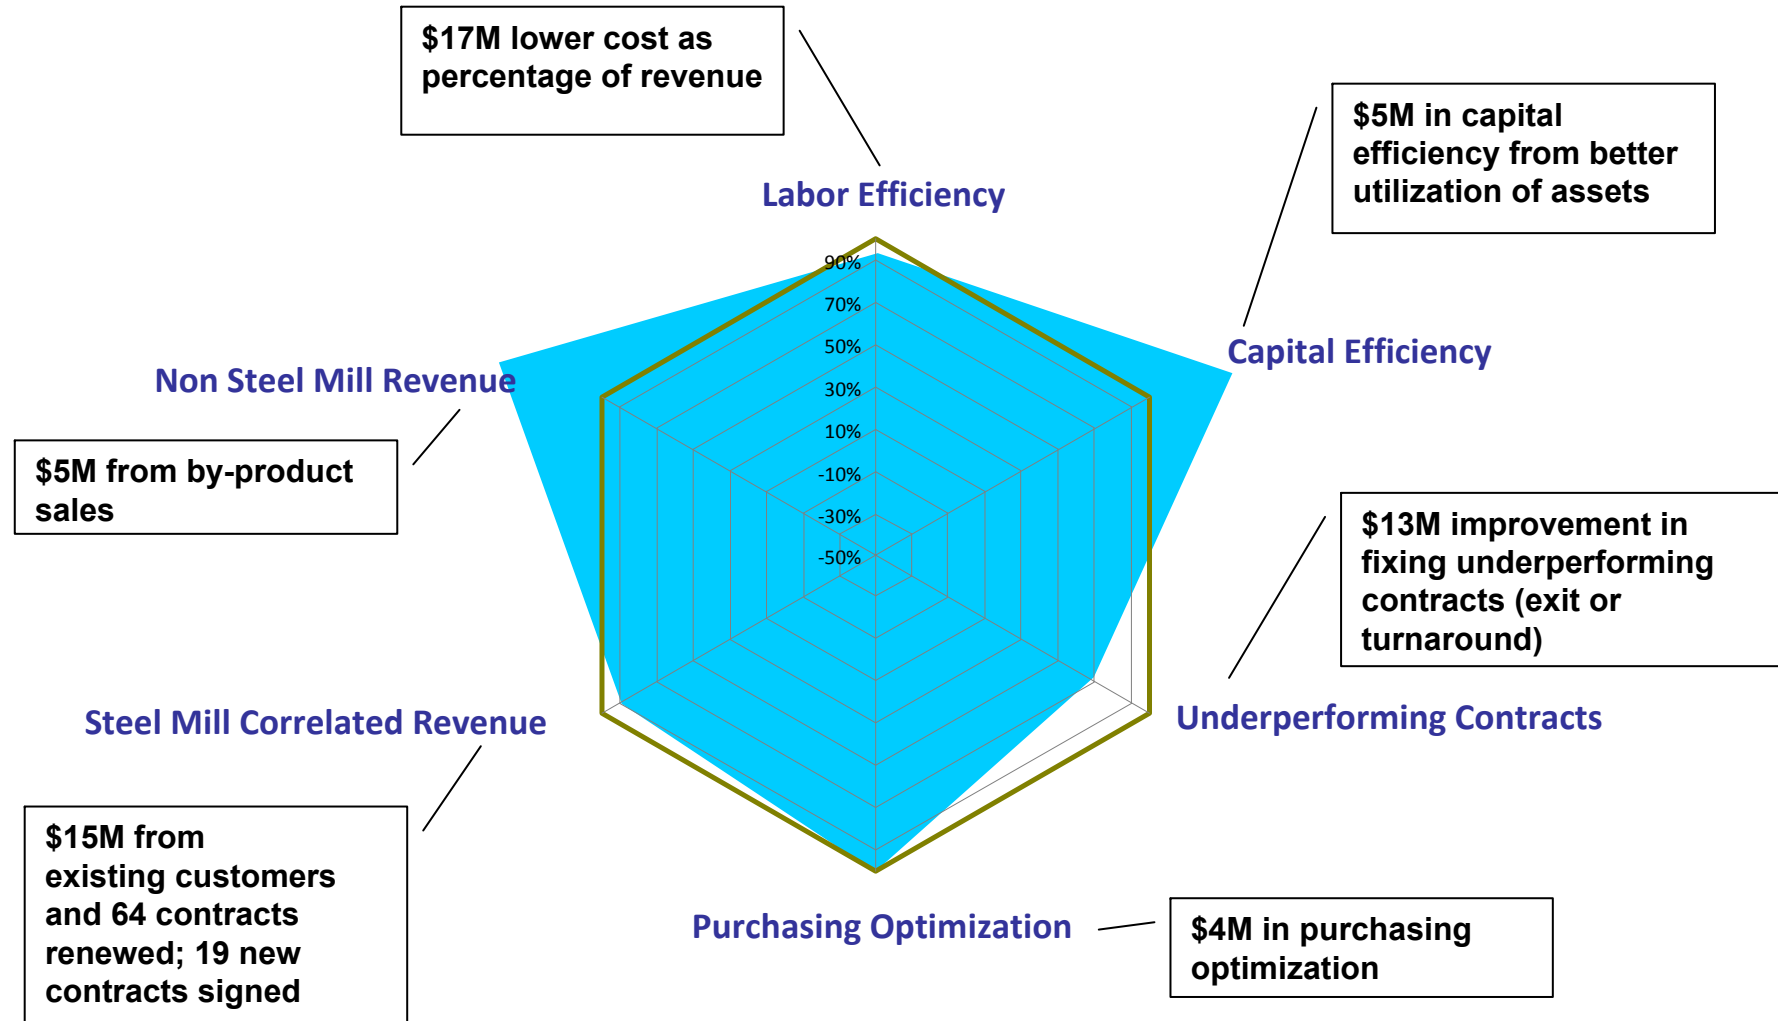 $17M lower cost as
percentage of revenue
$5M in capital
efficiency from better
utilization of assets
Labor Efficiency
90%
70%
50%
30%
10%
-10%
-30%
-50%
Capital Efficiency
Non Steel Mill Revenue
$5M from by-product
sales
$13M improvement in
fixing underperforming
contracts (exit or
turnaround)
Underperforming Contracts
Steel Mill Correlated Revenue
$15M from
existing customers
and 64 contracts
renewed; 19 new
contracts signed
Purchasing Optimization
$4M in purchasing
optimization